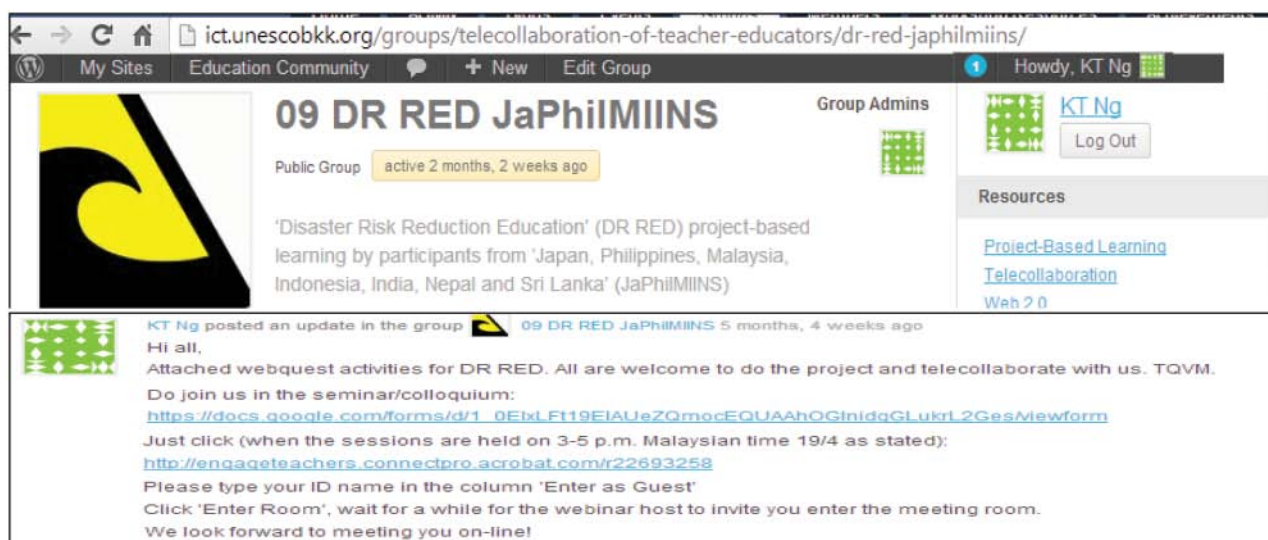 ict.unescobkk.org/groups/telecollaboration-of-teacher-educators/dr-red-japhilmiins/
My Sites Education Community + New Edit Group 1 Howdy, KT Ng
09 DR RED JaPhilMIINS
Group Admins
KT Ng
Log Out
Public Group active 2 months, 2 weeks ago
Resources
'Disaster Risk Reduction Education' (DR RED) project-based
learning by participants from 'Japan, Philippines, Malaysia,
Indonesia, India, Nepal and Sri Lanka' (JaPhilMIINS)
Project-Based Learning
Telecollaboration
Web 2.0
KT Ng posted an update in the group 09 DR RED JaPhilMIINS 5 months, 4 weeks ago
Hi all,
Attached webquest activities for DR RED. All are welcome to do the project and telecollaborate with us. TQVM.
Do join us in the seminar/colloquium:
Just click (when the sessions are held on 3-5 p.m. Malaysian time 19/4 as stated):
http://engageteachers.connectpro.acrobat.com/r22693258
Please type your ID name in the column 'Enter as Guest'
Click 'Enter Room', wait for a while for the webinar host to invite you enter the meeting room.
We look forward to meeting you on-line!